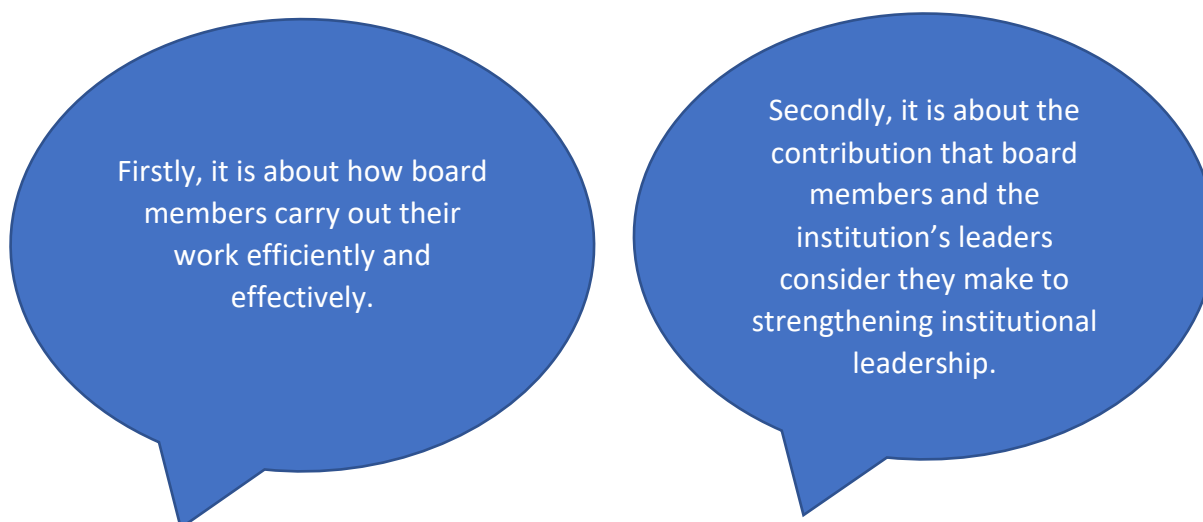 Firstly, it is about how board
members carry out their
work efficiently and
effectively.
Secondly, it is about the
contribution that board
members and the
institution’s leaders
consider they make to
strengthening institutional
leadership.